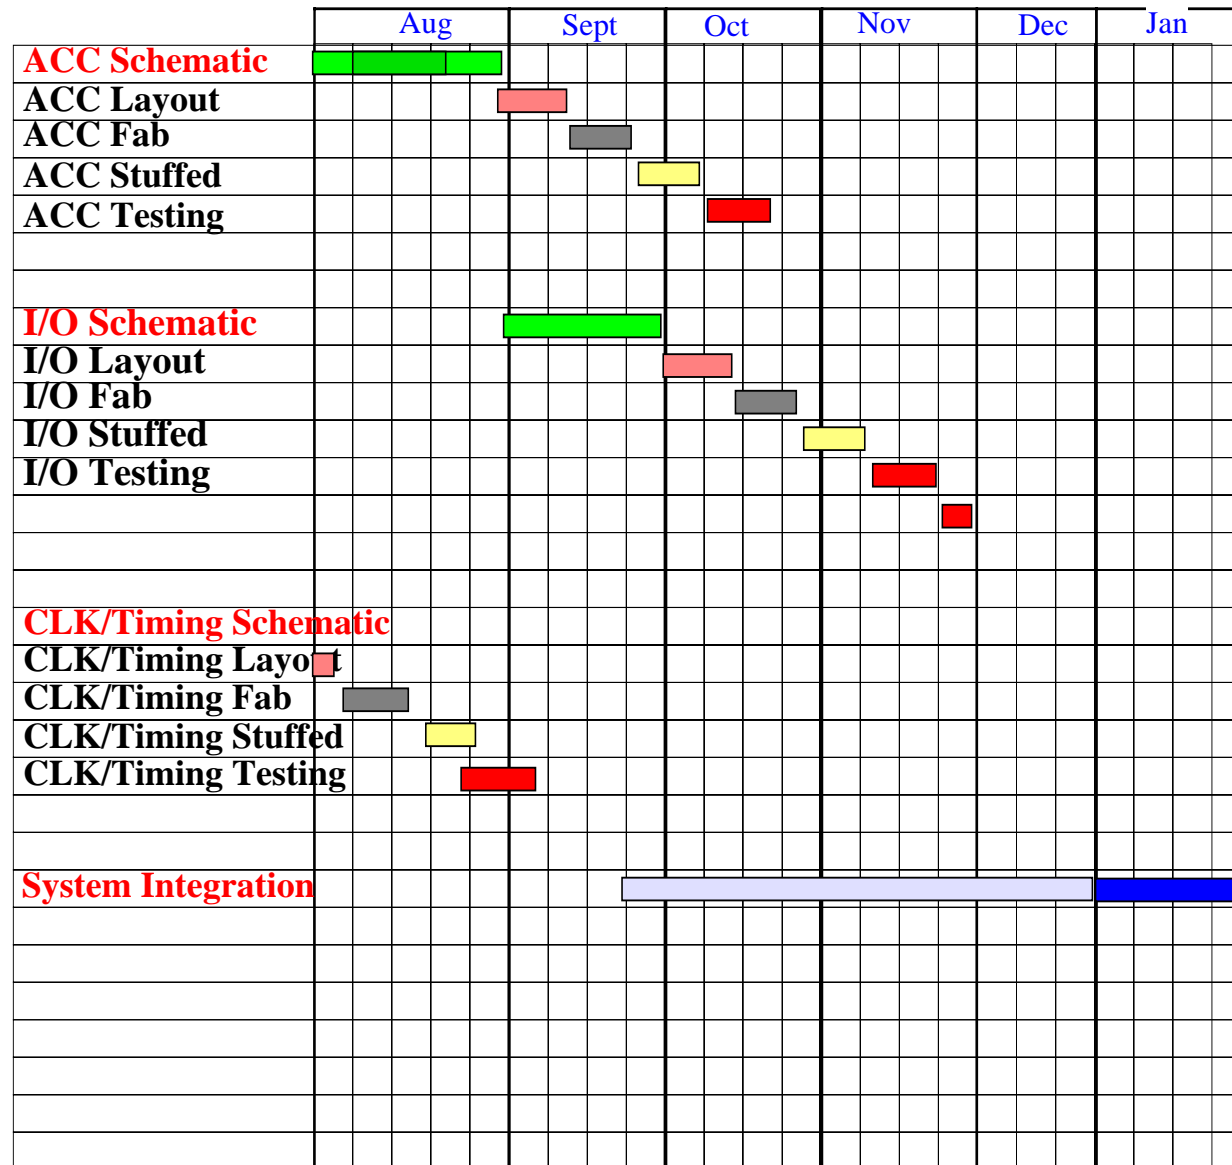 Aug Sept Oct Nov Dec Jan
ACC Schematic
ACC Layout
ACC Fab
ACC Stuffed
ACC Testing
I/O Schematic
I/O Layout
I/O Fab
I/O Stuffed
I/O Testing
CLK/Timing Schematic
CLK/Timing Layout
CLK/Timing Fab
CLK/Timing Stuffed
CLK/Timing Testing
System Integration